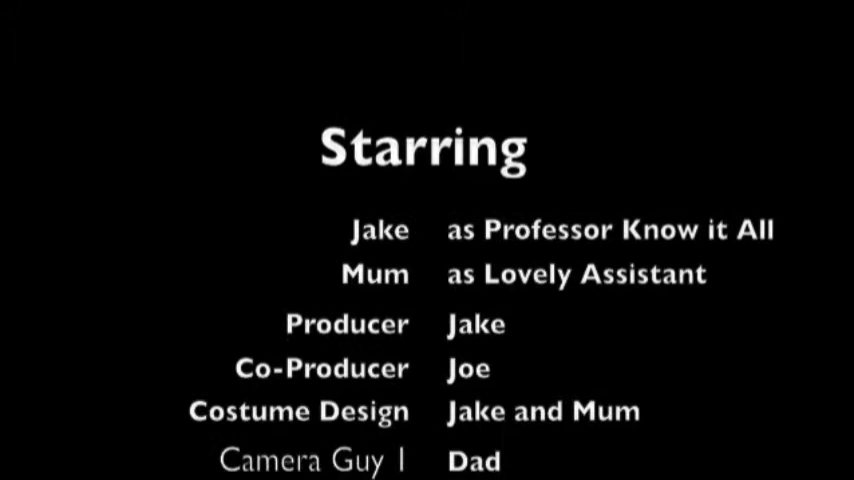 Starring
Jake as Professor Know it All
Mum as Lovely Assistant
Producer Jake
Co-Producer Joe
Costume Design Jake and Mum
Camera Guy 1 Dad